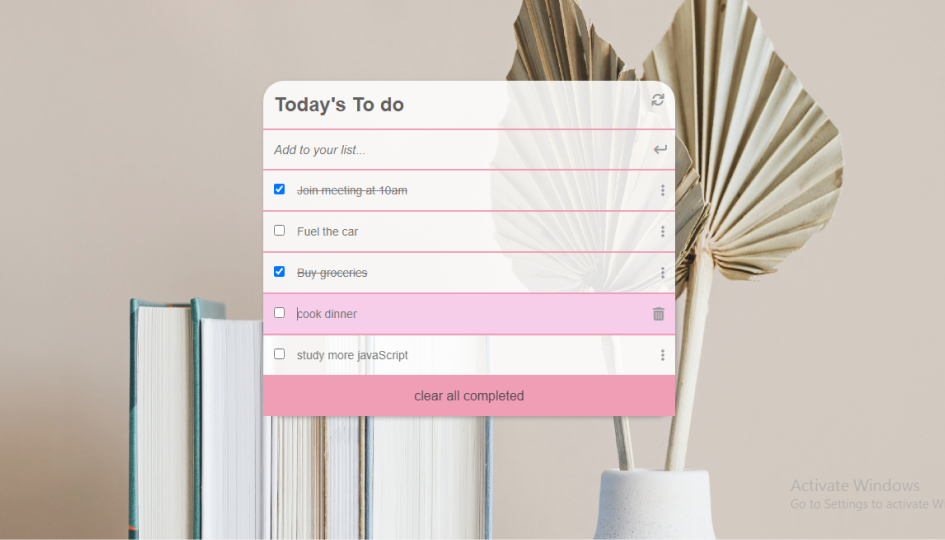 Today's To do
Add to your list...
Join meeting at 10am
Fuel the car
Buy groceries
cook dinner
study more javaScript
clear all completed
Activate Windows
Go to Settings to activate W